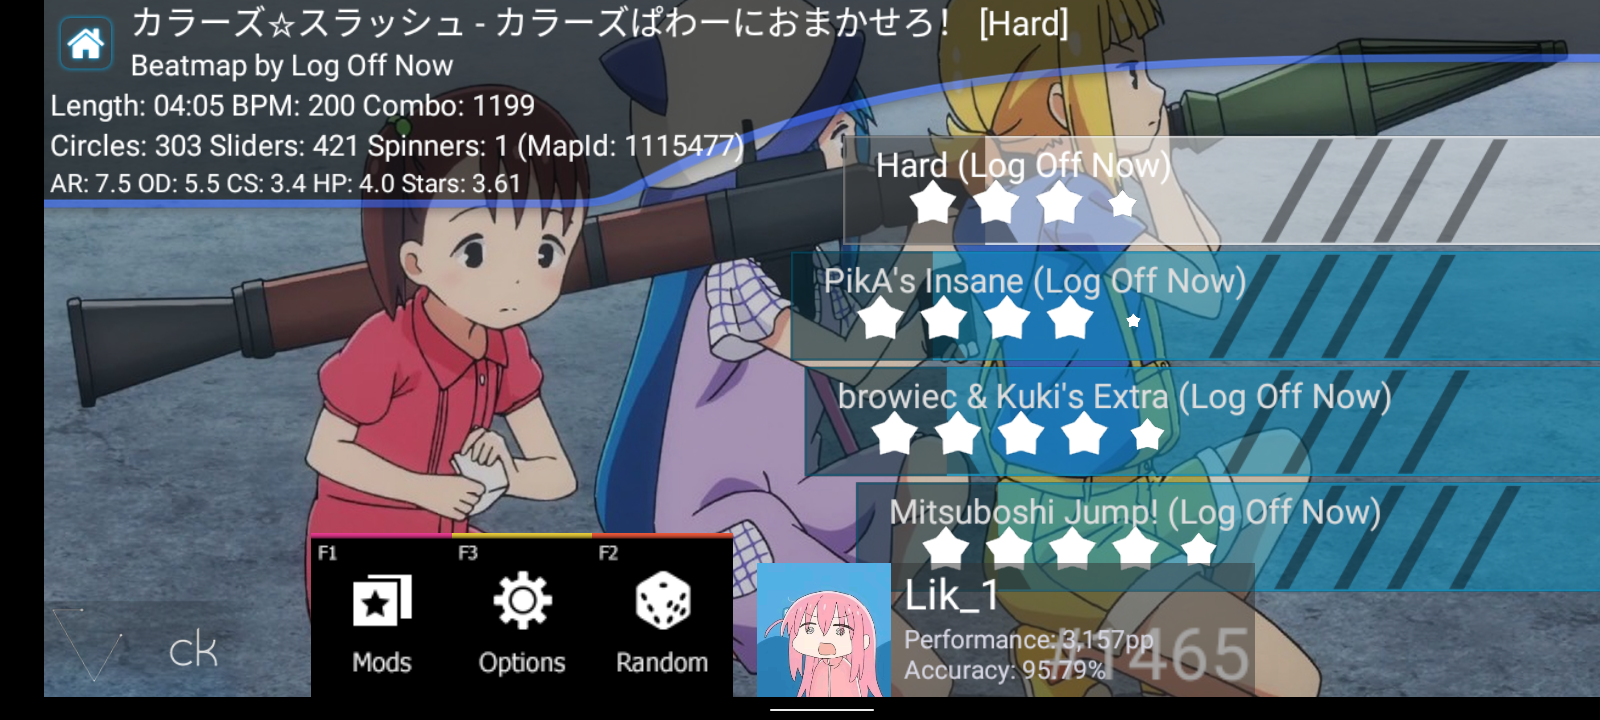 カラーズ☆スラッシュ - カラーズぱわーにおまかせろ! [Hard]
Beatmap by Log Off Now
Length: 04:05 BPM: 200 Combo: 1199
Circles: 303 Sliders: 421 Spinners: 1 (MapId: 1115477)
AR: 7.5 OD: 5.5 CS: 3.4 HP: 4.0 Stars: 3.61
Hard (Log Off Now)
PikA's Insane (Log Off Now)
browiec & Kuki's Extra (Log Off Now)
Mitsuboshi Jump! (Log Off Now)
ck
F1
Mods
F3
Options
F2
Random
Lik_1
Performance: 3,157pp
Accuracy: 95.79%
#1465